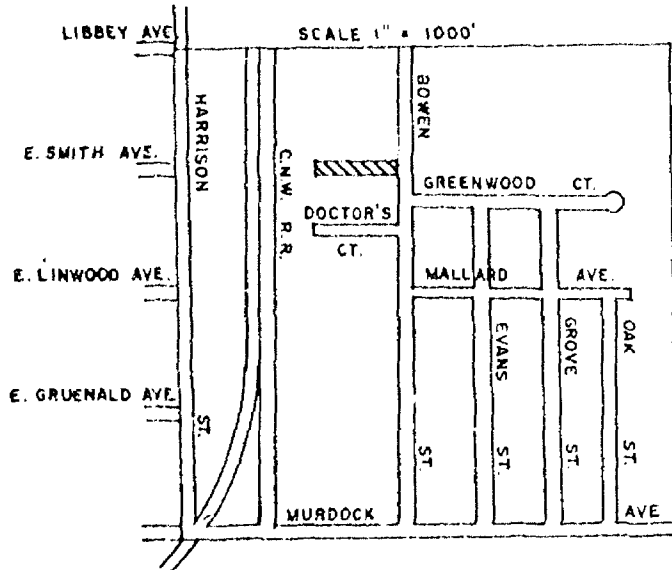 LIBBEY AVE
SCALE 1" = 1000'
HARRISON ST.
BOWEN ST.
C.N.W. R.R.
E. SMITH AVE.
GREENWOOD CT.
DOCTOR'S CT.
E. LINWOOD AVE.
MALLARD AVE.
EVANS ST.
GROVE ST.
OAK ST.
E. GRUENALD AVE.
MURDOCK AVE